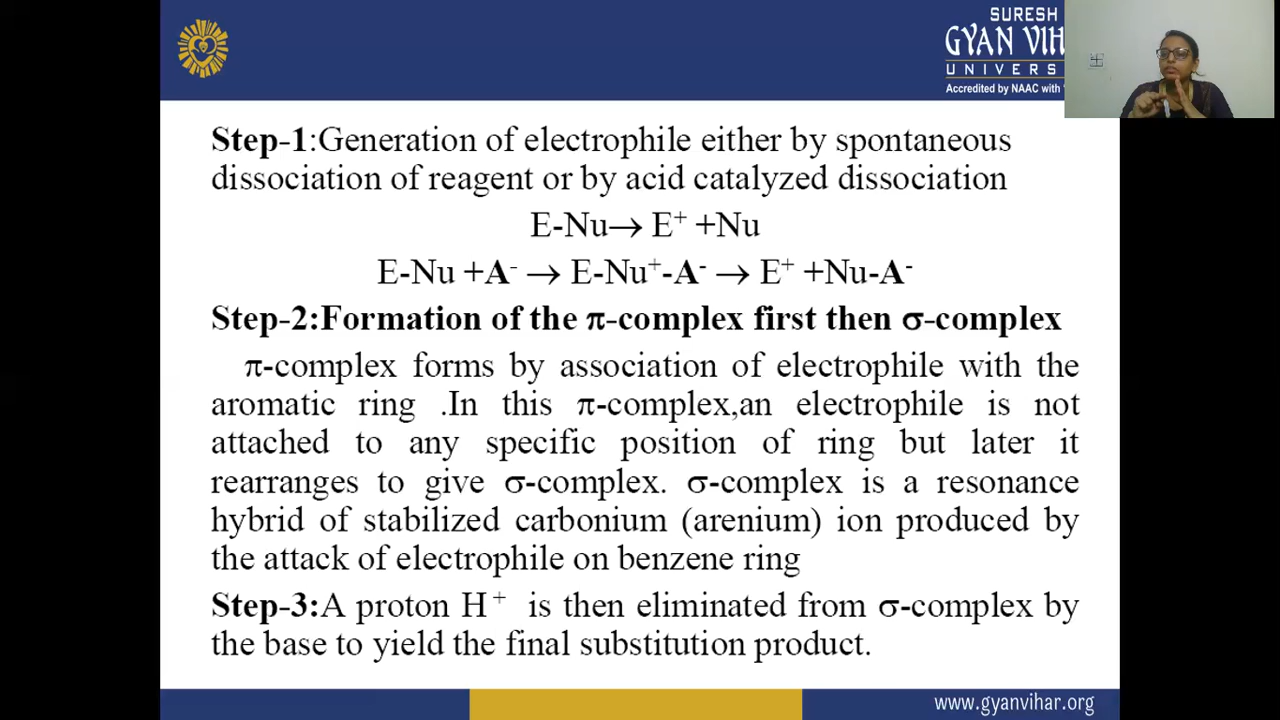 SURESH
GYAN VIH
UNIVERS
Accredited by NAAC with
Step-1:Generation of electrophile either by spontaneous
dissociation of reagent or by acid catalyzed dissociation
E-Nu→ E⁺ +Nu
E-Nu +A⁻ → E-Nu⁺-A⁻ → E⁺ +Nu-A⁻
Step-2:Formation of the π-complex first then σ-complex
π-complex forms by association of electrophile with the
aromatic ring .In this π-complex,an electrophile is not
attached to any specific position of ring but later it
rearranges to give σ-complex. σ-complex is a resonance
hybrid of stabilized carbonium (arenium) ion produced by
the attack of electrophile on benzene ring
Step-3:A proton H⁺ is then eliminated from σ-complex by
the base to yield the final substitution product.
www.gyanvihar.org